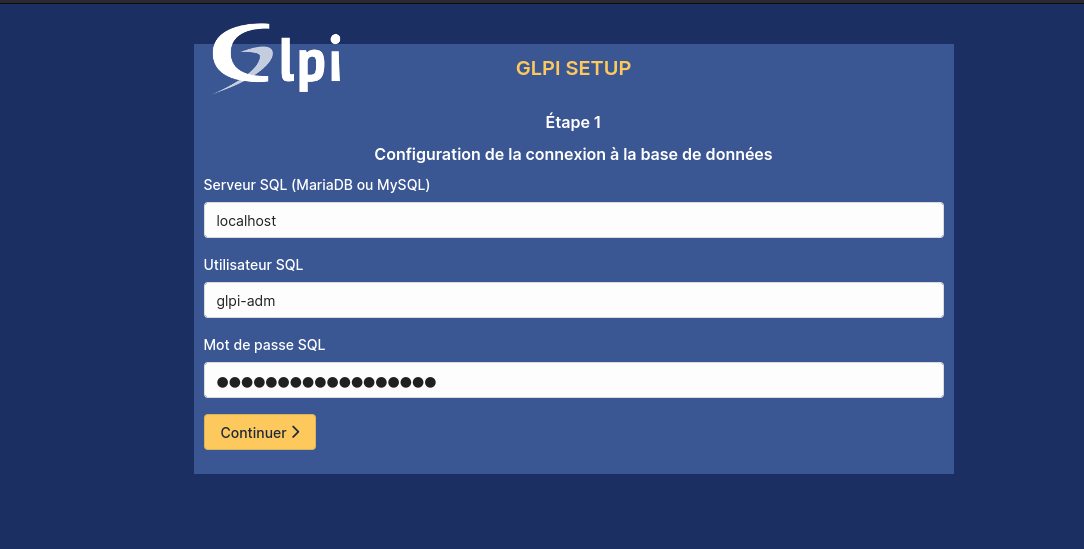 Glpi
GLPI SETUP
Étape 1
Configuration de la connexion à la base de données
Serveur SQL (MariaDB ou MySQL)
localhost
Utilisateur SQL
glpi-adm
Mot de passe SQL
●●●●●●●●●●●●●●●●●●
Continuer >